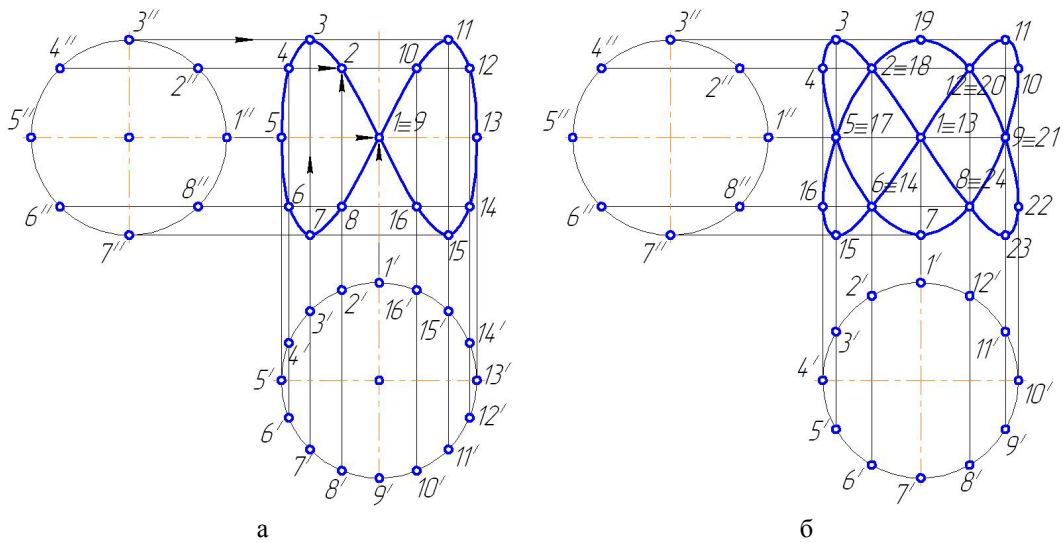 3″ 3 11
4″ 4 2 10 12
2″
5″ 1″ 5 1≡9 13
8″ 6 14
6″ 7 8 16
7″ 15
1′
2′ 16′
3′ 15′
4′ 14′
5′ 13′
6′ 12′
7′ 11′
8′ 9′ 10′
а
3″ 3 19 11
4″ 4 2≡18 12≡20 10
2″
5″ 1″ 5≡17 1≡13 9≡21
8″ 16 6≡14 8≡24 22
6″
7″ 15 7 23
1′
2′ 12′
3′ 11′
4′ 10′
5′ 9′
6′ 7′ 8′
б